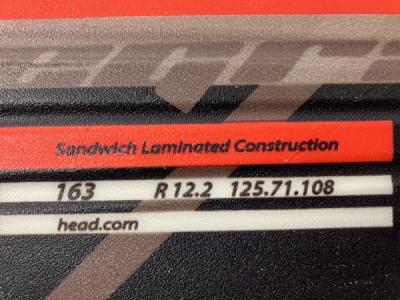 Sandwich Laminated Construction
163 R 12.2 125.71.108
head.com